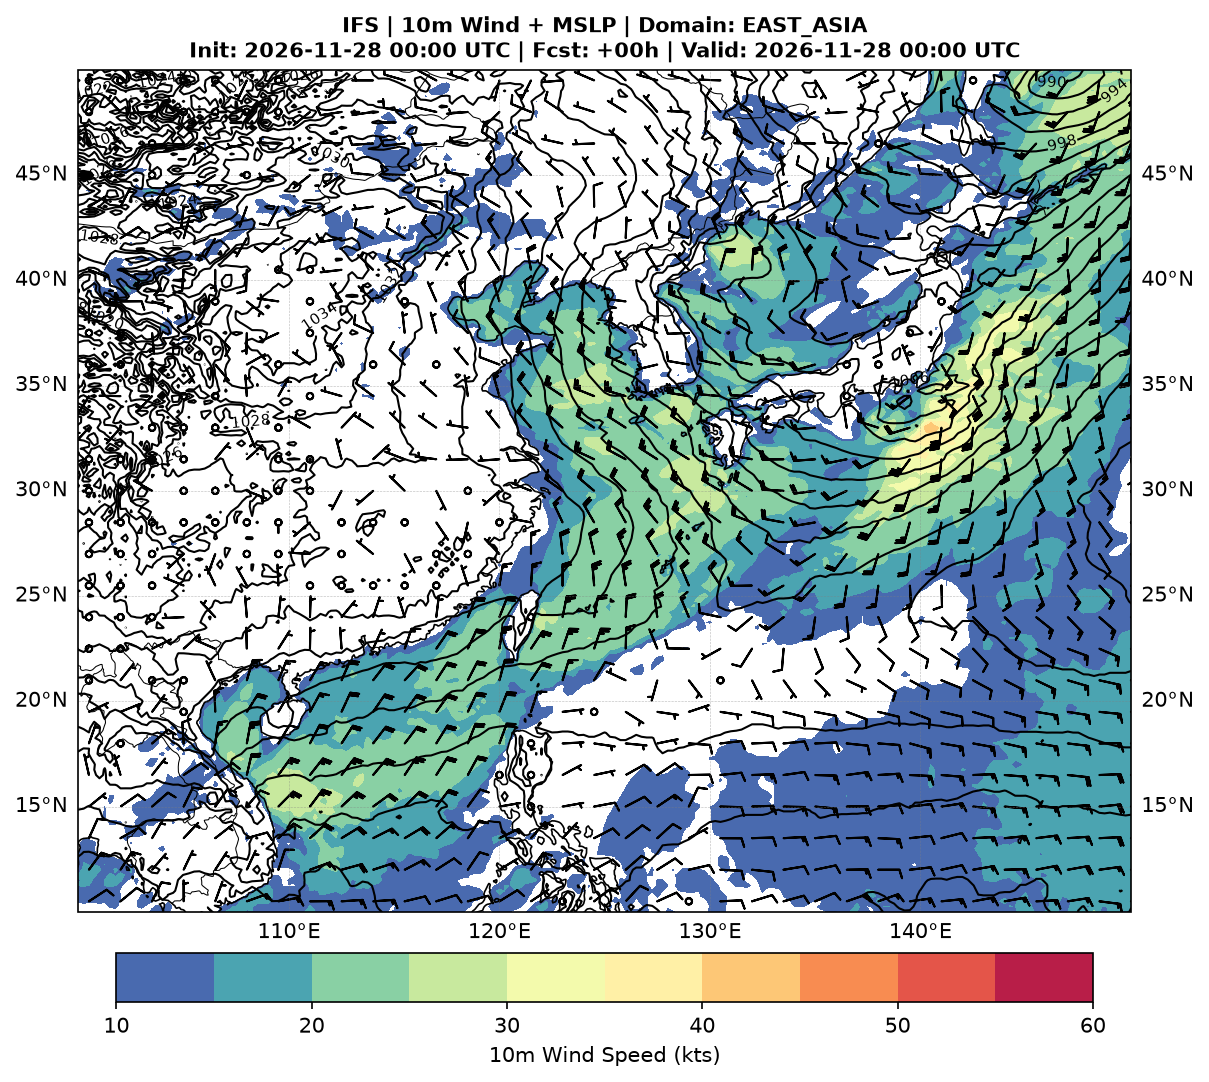 IFS | 10m Wind + MSLP | Domain: EAST_ASIA
Init: 2026-11-28 00:00 UTC | Fcst: +00h | Valid: 2026-11-28 00:00 UTC
990
994
998
1030
1028
1034
1028
45°N 45°N
40°N 40°N
35°N 35°N
30°N 30°N
25°N 25°N
20°N 20°N
15°N 15°N
110°E 120°E 130°E 140°E
10 20 30 40 50 60
10m Wind Speed (kts)